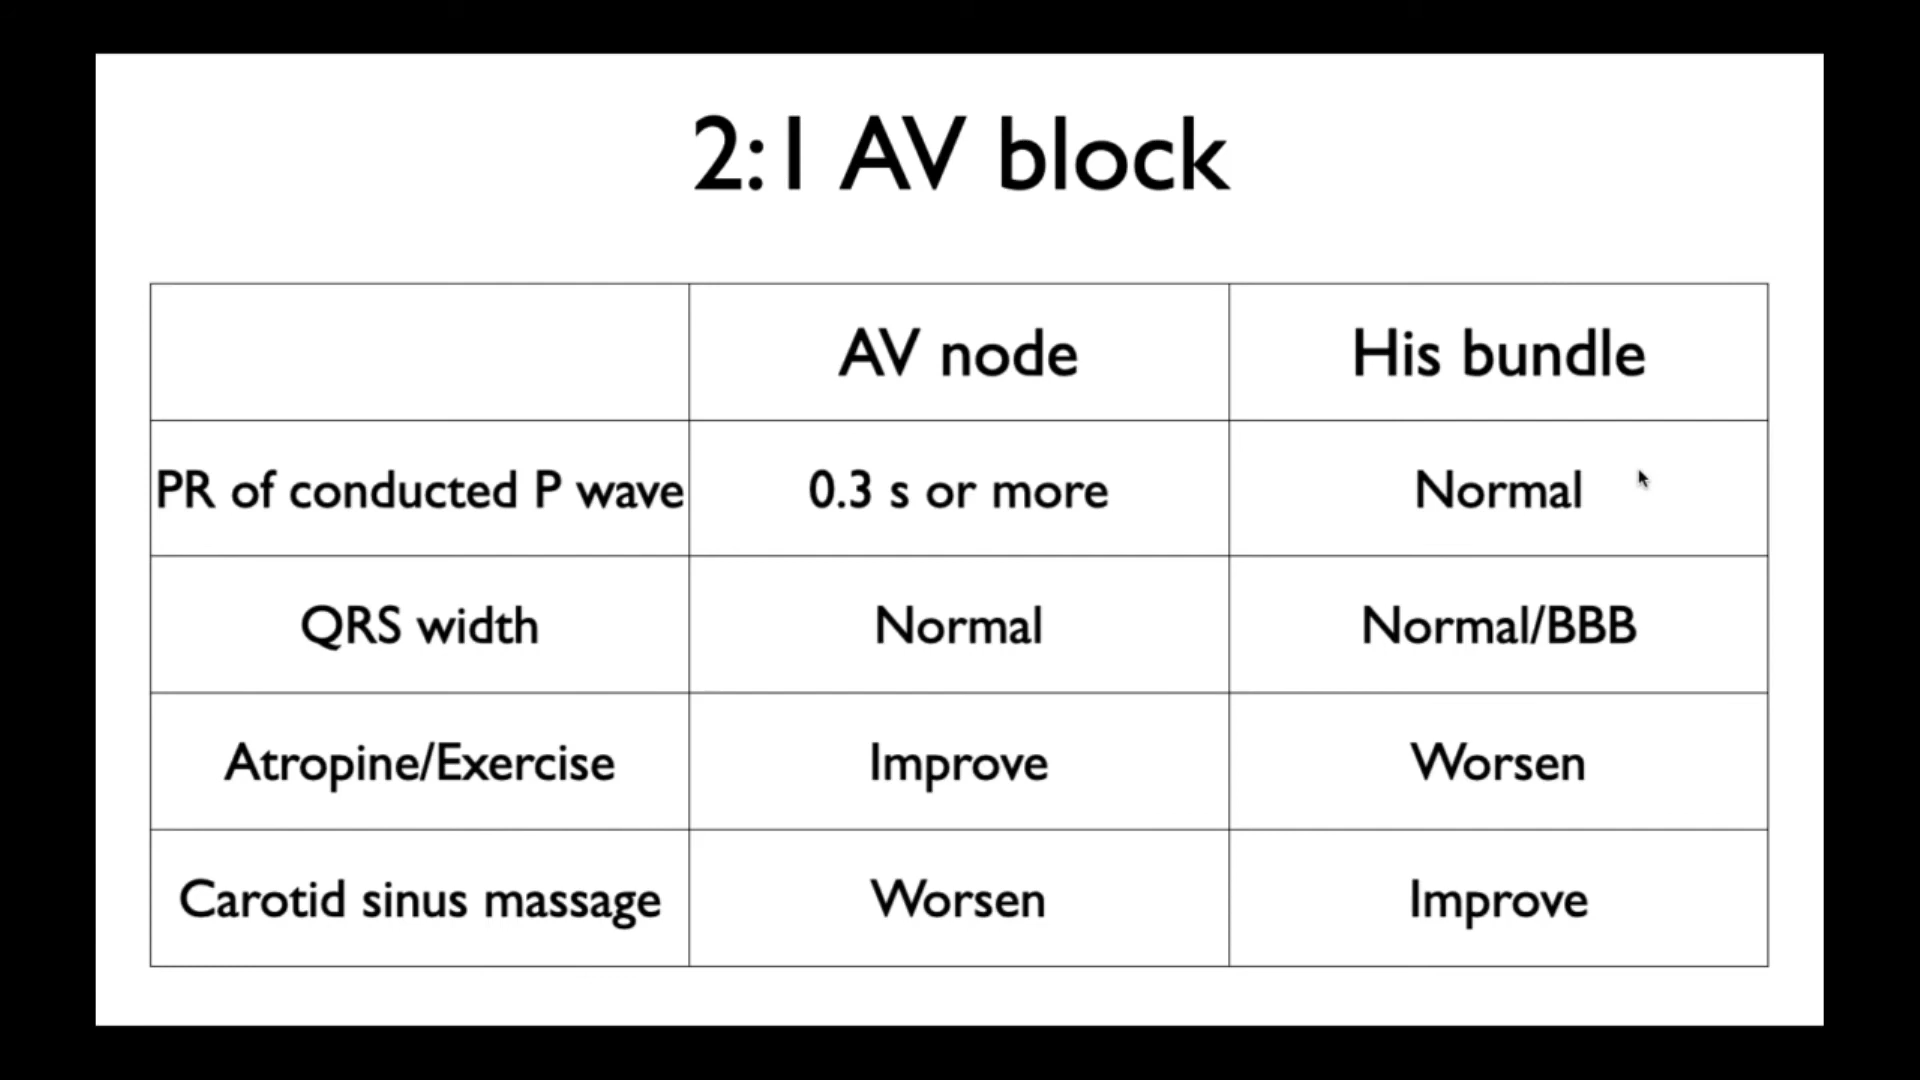 2:1 AV block
AV node His bundle
PR of conducted P wave 0.3 s or more Normal
QRS width Normal Normal/BBB
Atropine/Exercise Improve Worsen
Carotid sinus massage Worsen Improve